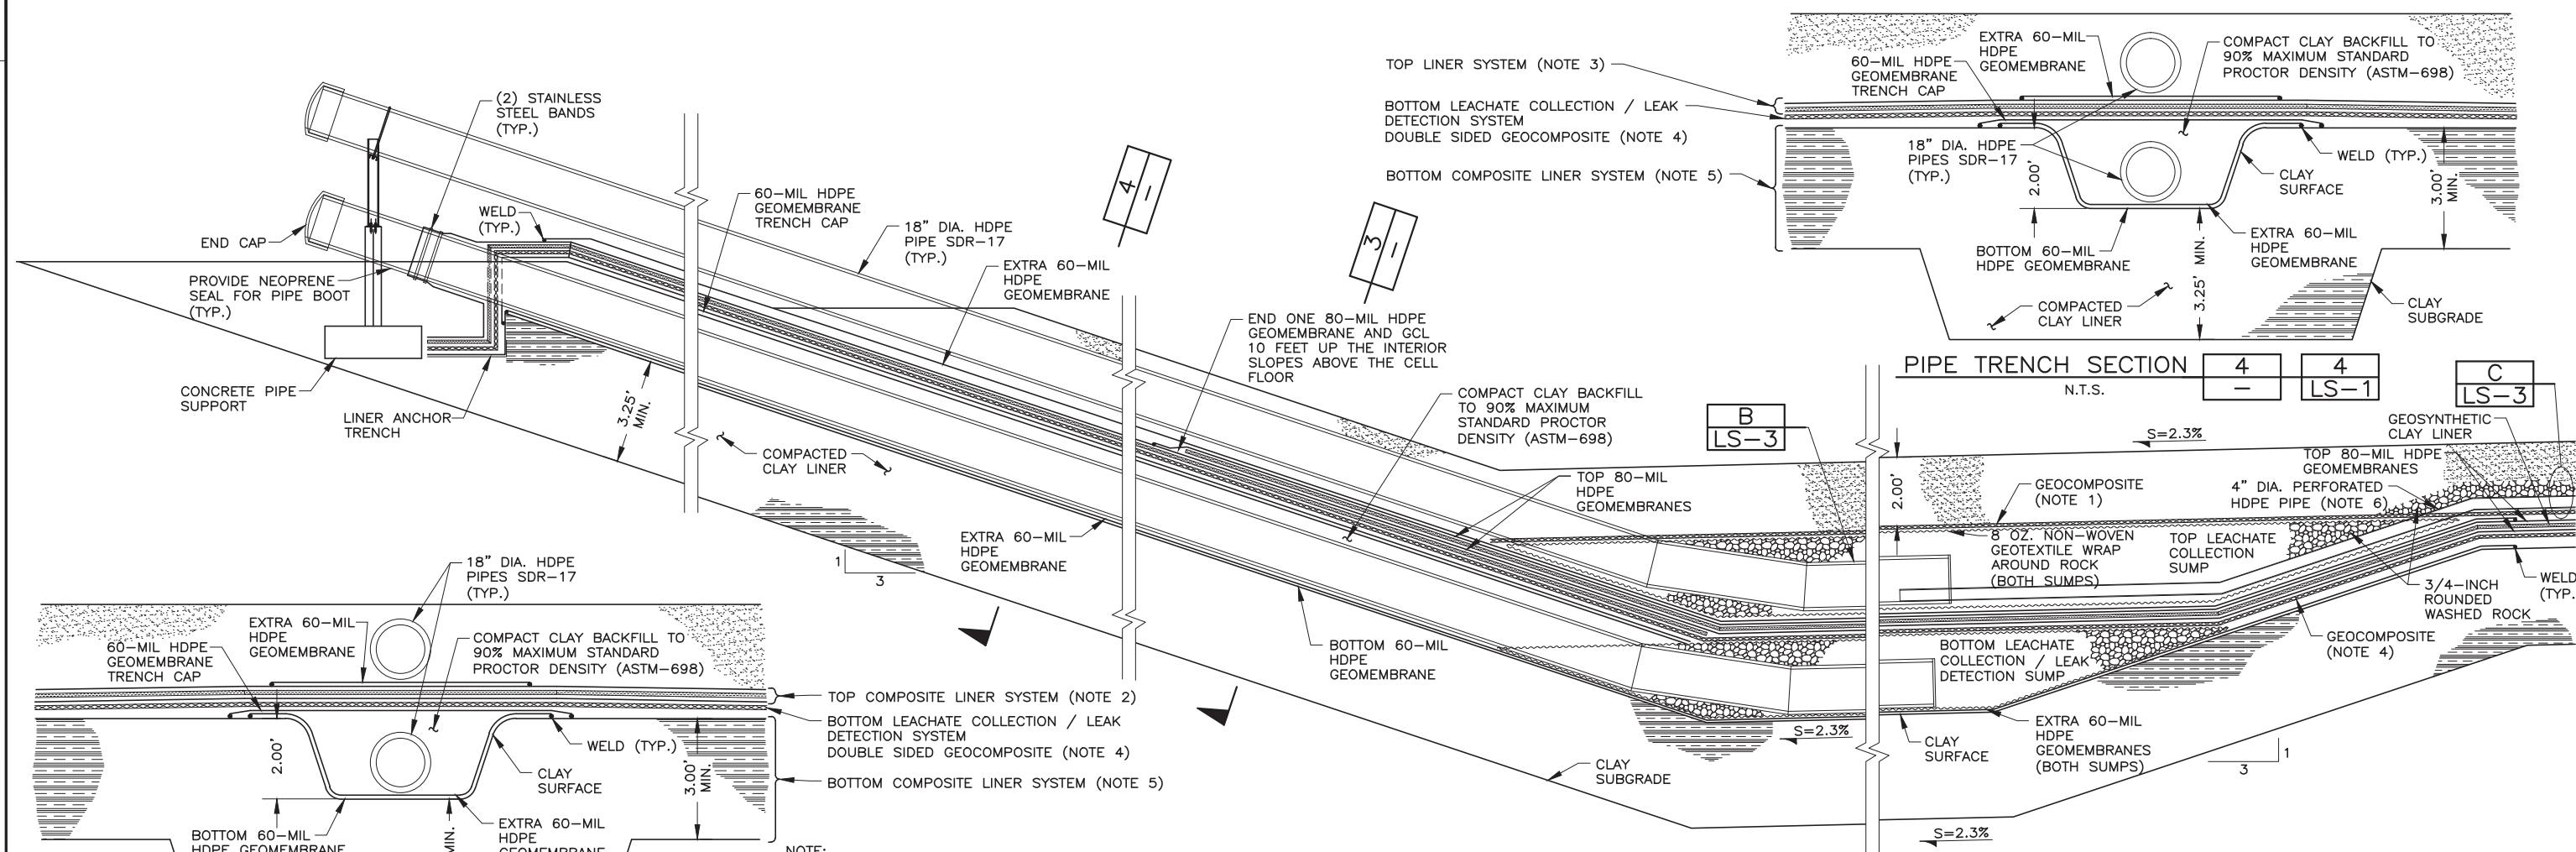 (2) STAINLESS
STEEL BANDS
(TYP.)
WELD
(TYP.)
END CAP
PROVIDE NEOPRENE
SEAL FOR PIPE BOOT
(TYP.)
CONCRETE PIPE
SUPPORT
LINER ANCHOR
TRENCH
3.25'
MIN.
60-MIL HDPE
GEOMEMBRANE
TRENCH CAP
18" DIA. HDPE
PIPE SDR-17
(TYP.)
EXTRA 60-MIL
HDPE
GEOMEMBRANE
4
-
3
-
COMPACTED
CLAY LINER
END ONE 80-MIL HDPE
GEOMEMBRANE AND GCL
10 FEET UP THE INTERIOR
SLOPES ABOVE THE CELL
FLOOR
COMPACT CLAY BACKFILL
TO 90% MAXIMUM
STANDARD PROCTOR
DENSITY (ASTM-698)
TOP 80-MIL
HDPE
GEOMEMBRANES
EXTRA 60-MIL
HDPE
GEOMEMBRANE
1
3
BOTTOM 60-MIL
HDPE
GEOMEMBRANE
CLAY
SUBGRADE
B
LS-3
TOP LINER SYSTEM (NOTE 3)
BOTTOM LEACHATE COLLECTION / LEAK
DETECTION SYSTEM
DOUBLE SIDED GEOCOMPOSITE (NOTE 4)
BOTTOM COMPOSITE LINER SYSTEM (NOTE 5)
EXTRA 60-MIL
HDPE
GEOMEMBRANE
60-MIL HDPE
GEOMEMBRANE
TRENCH CAP
COMPACT CLAY BACKFILL TO
90% MAXIMUM STANDARD
PROCTOR DENSITY (ASTM-698)
18" DIA. HDPE
PIPES SDR-17
(TYP.)
2.00'
WELD (TYP.)
CLAY
SURFACE
3.00'
MIN.
BOTTOM 60-MIL
HDPE GEOMEMBRANE
EXTRA 60-MIL
HDPE
GEOMEMBRANE
3.25' MIN.
COMPACTED
CLAY LINER
CLAY
SUBGRADE
PIPE TRENCH SECTION
N.T.S.
4
-
4
LS-1
C
LS-3
GEOSYNTHETIC
CLAY LINER
S=2.3%
TOP 80-MIL HDPE
GEOMEMBRANES
2.00'
GEOCOMPOSITE
(NOTE 1)
4" DIA. PERFORATED
HDPE PIPE (NOTE 6)
8 OZ. NON-WOVEN
GEOTEXTILE WRAP
AROUND ROCK
(BOTH SUMPS)
TOP LEACHATE
COLLECTION
SUMP
3/4-INCH
ROUNDED
WASHED ROCK
WELD
(TYP.
GEOCOMPOSITE
(NOTE 4)
BOTTOM LEACHATE
COLLECTION / LEAK
DETECTION SUMP
S=2.3%
CLAY
SURFACE
EXTRA 60-MIL
HDPE
GEOMEMBRANES
(BOTH SUMPS)
1
3
S=2.3%
18" DIA. HDPE
PIPES SDR-17
(TYP.)
EXTRA 60-MIL
HDPE
GEOMEMBRANE
60-MIL HDPE
GEOMEMBRANE
TRENCH CAP
COMPACT CLAY BACKFILL TO
90% MAXIMUM STANDARD
PROCTOR DENSITY (ASTM-698)
TOP COMPOSITE LINER SYSTEM (NOTE 2)
BOTTOM LEACHATE COLLECTION / LEAK
DETECTION SYSTEM
DOUBLE SIDED GEOCOMPOSITE (NOTE 4)
BOTTOM COMPOSITE LINER SYSTEM (NOTE 5)
WELD (TYP.)
2.00'
CLAY
SURFACE
3.00'
MIN.
BOTTOM 60-MIL
HDPE GEOMEMBRANE
MIN.
EXTRA 60-MIL
HDPE
GEOMEMBRANE
NOTE: